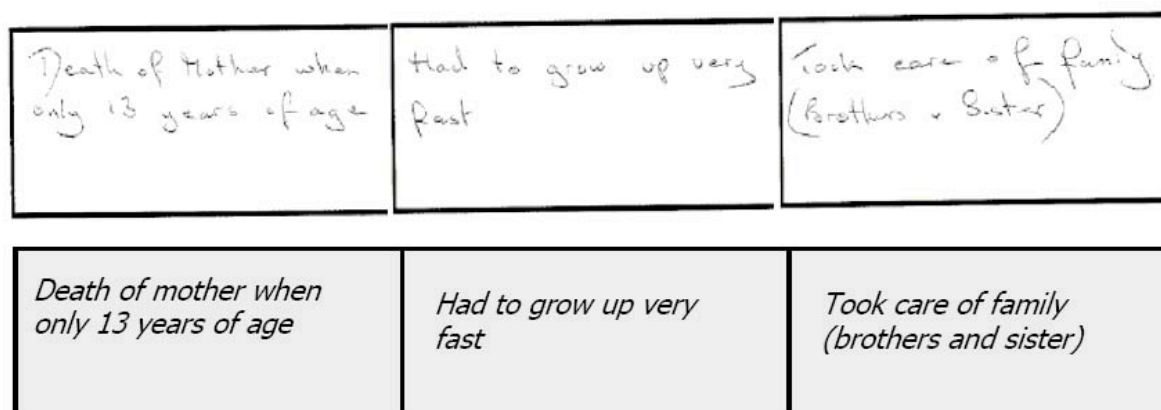 Death of Mother when
only 13 years of age
Had to grow up very
fast
Took care of family
(Brothers + Sister)
Death of mother when
only 13 years of age
Had to grow up very
fast
Took care of family
(brothers and sister)